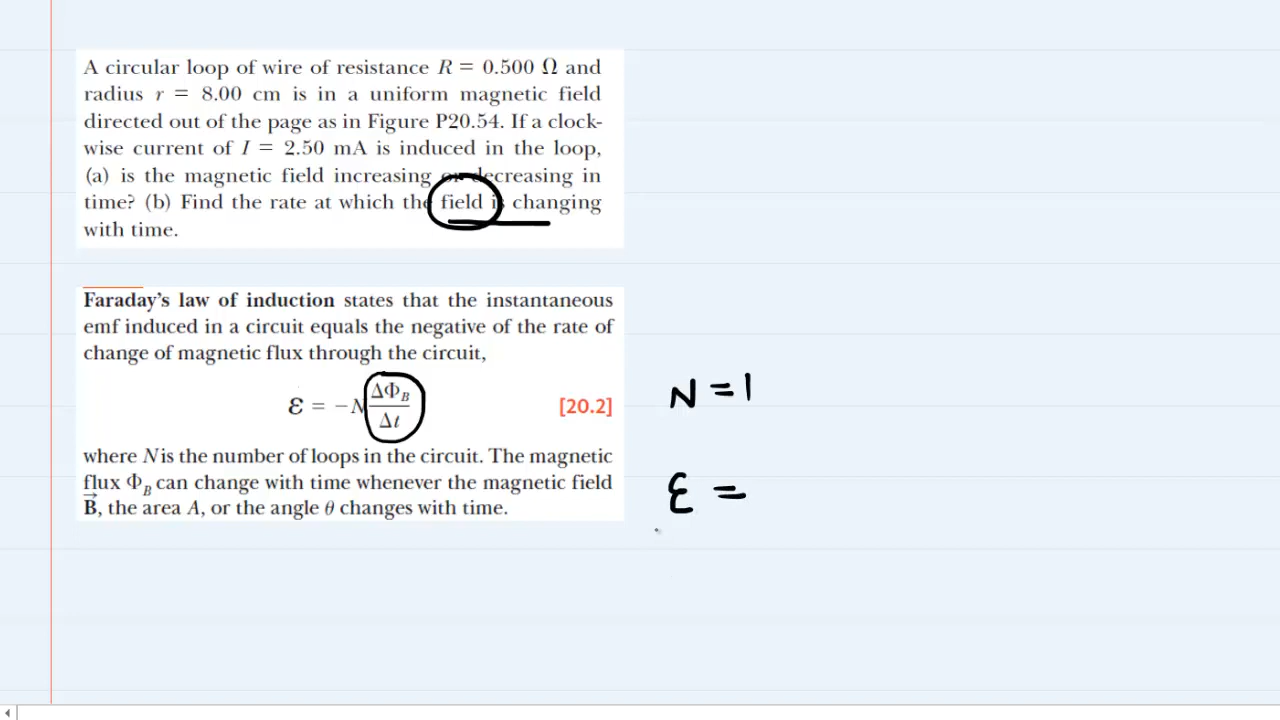 A circular loop of wire of resistance R = 0.500 Ω and
radius r = 8.00 cm is in a uniform magnetic field
directed out of the page as in Figure P20.54. If a clock-
wise current of I = 2.50 mA is induced in the loop,
(a) is the magnetic field increasing or decreasing in
time? (b) Find the rate at which the field is changing
with time.
Faraday's law of induction states that the instantaneous
emf induced in a circuit equals the negative of the rate of
change of magnetic flux through the circuit,
ℰ = −N ΔΦ_B / Δt [20.2]
where N is the number of loops in the circuit. The magnetic
flux Φ_B can change with time whenever the magnetic field
B⃗, the area A, or the angle θ changes with time.
N = 1
ℰ =